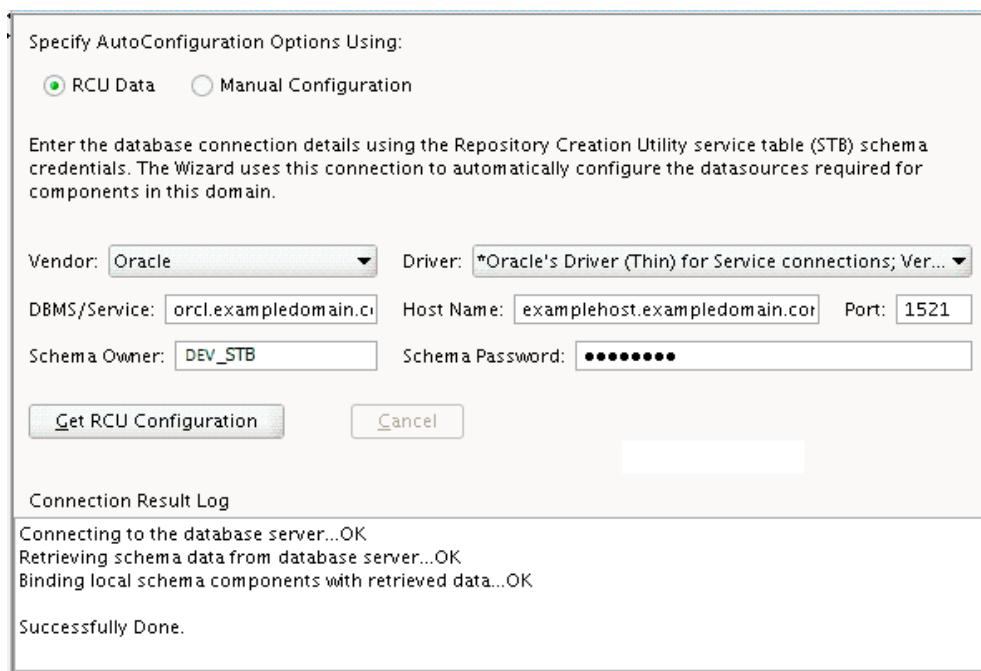 Specify AutoConfiguration Options Using:
RCU Data Manual Configuration
Enter the database connection details using the Repository Creation Utility service table (STB) schema
credentials. The Wizard uses this connection to automatically configure the datasources required for
components in this domain.
Vendor: Oracle Driver: *Oracle's Driver (Thin) for Service connections; Ver...
DBMS/Service: orcl.exampledomain.c Host Name: examplehost.exampledomain.co Port: 1521
Schema Owner: DEV_STB Schema Password: ••••••••
Get RCU Configuration Cancel
Connection Result Log
Connecting to the database server...OK
Retrieving schema data from database server...OK
Binding local schema components with retrieved data...OK
Successfully Done.